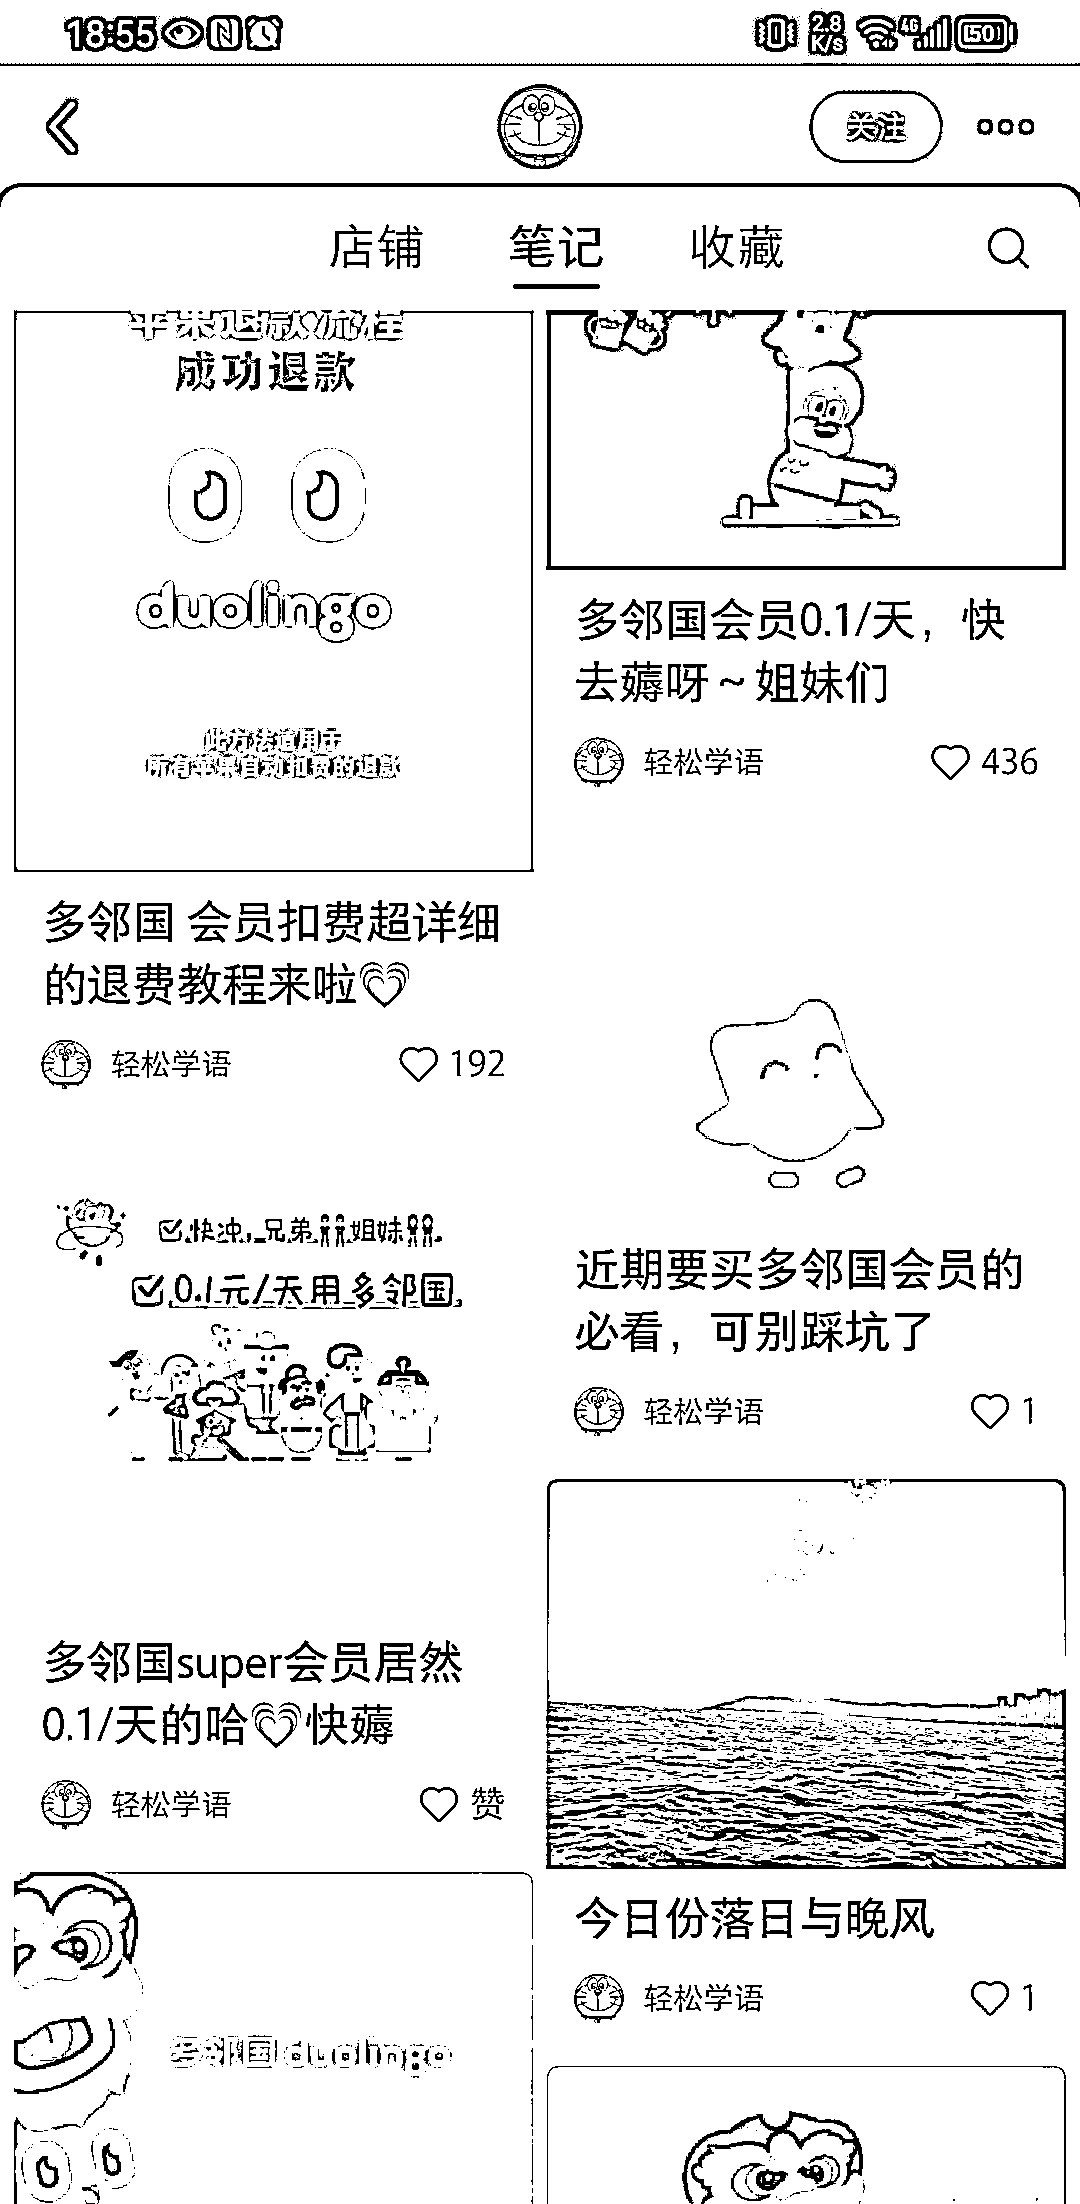 18:55
2.8 K/s 4G 50
关注
店铺 笔记 收藏
苹果退款流程
成功退款
duolingo
此方法适用于
所有苹果自动扣费的退款
多邻国 会员扣费超详细
的退费教程来啦
轻松学语 192
多邻国会员0.1/天，快
去薅呀~姐妹们
轻松学语 436
快冲,兄弟姐妹
0.1元/天用多邻国
多邻国super会员居然
0.1/天的哈快薅
轻松学语 赞
近期要买多邻国会员的
必看，可别踩坑了
轻松学语 1
今日份落日与晚风
轻松学语 1
多邻国duolingo